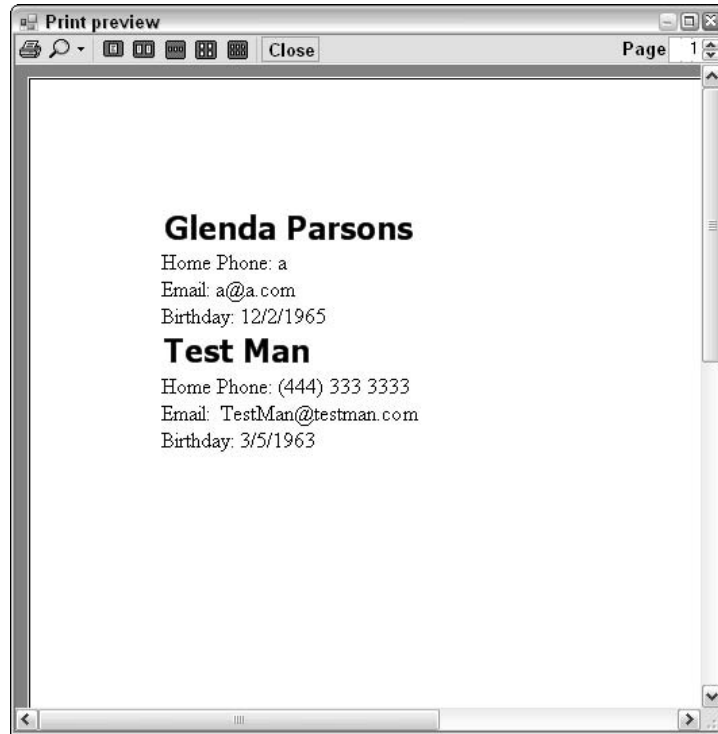 Print preview
Close Page 1
Glenda Parsons
Home Phone: a
Email: a@a.com
Birthday: 12/2/1965
Test Man
Home Phone: (444) 333 3333
Email: TestMan@testman.com
Birthday: 3/5/1963